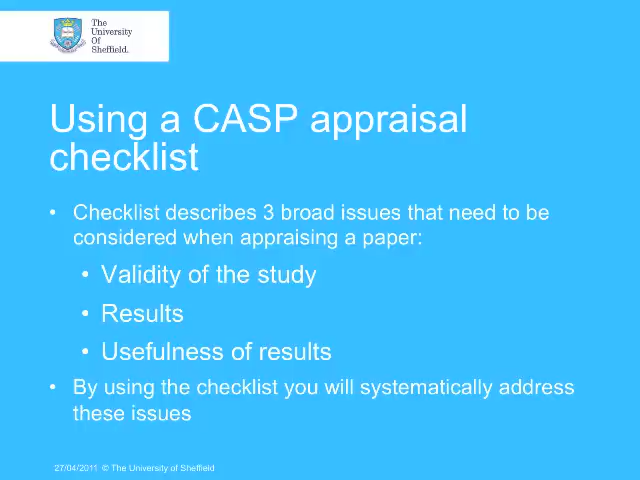 The
University
Of
Sheffield.
Using a CASP appraisal
checklist
• Checklist describes 3 broad issues that need to be
considered when appraising a paper:
• Validity of the study
• Results
• Usefulness of results
• By using the checklist you will systematically address
these issues
27/04/2011 © The University of Sheffield